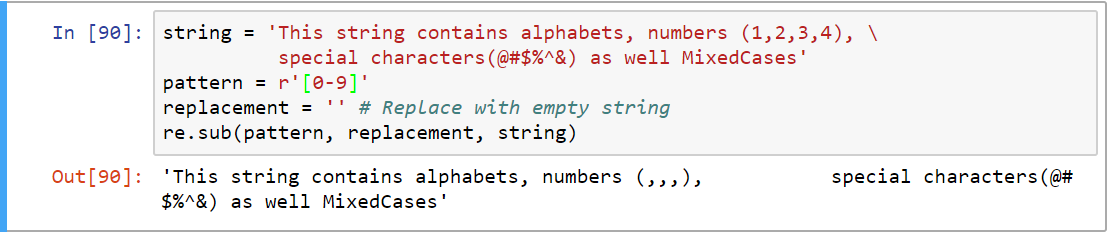 In [90]: string = 'This string contains alphabets, numbers (1,2,3,4), \
          special characters(@#$%^&) as well MixedCases'
pattern = r'[0-9]'
replacement = '' # Replace with empty string
re.sub(pattern, replacement, string)
Out[90]: 'This string contains alphabets, numbers (,,,),           special characters(@#
$%^&) as well MixedCases'